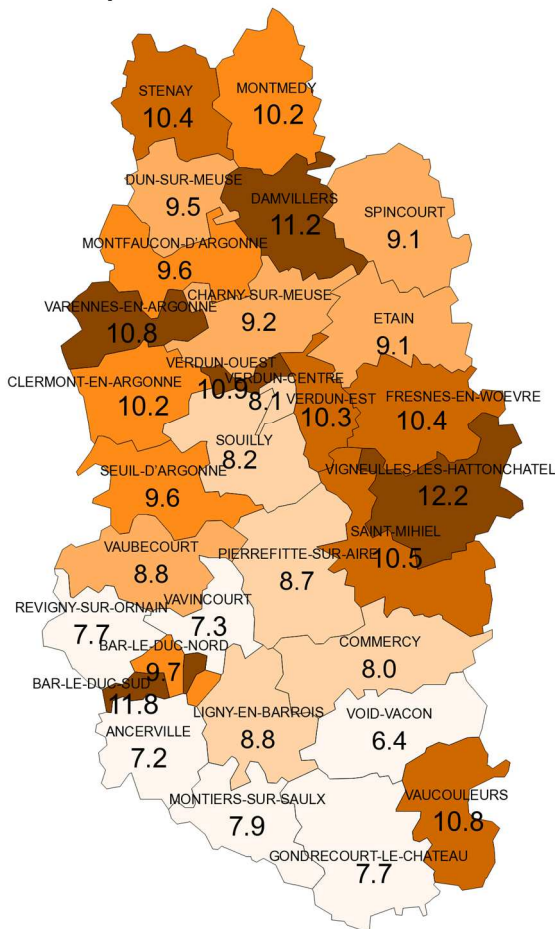 STENAY
10.4
MONTMEDY
10.2
DUN-SUR-MEUSE
9.5
DAMVILLERS
11.2
SPINCOURT
9.1
MONTFAUCON-D'ARGONNE
9.6
VARENNES-EN-ARGONNE
10.8
CHARNY-SUR-MEUSE
9.2
ETAIN
9.1
VERDUN-OUEST
10.9
VERDUN-CENTRE
8.1
CLERMONT-EN-ARGONNE
10.2
VERDUN-EST
10.3
FRESNES-EN-WOEVRE
10.4
SOUILLY
8.2
SEUIL-D'ARGONNE
9.6
VIGNEULLES-LES-HATTONCHATEL
12.2
SAINT-MIHIEL
10.5
VAUBECOURT
8.8
PIERREFITTE-SUR-AIRE
8.7
REVIGNY-SUR-ORNAIN
7.7
VAVINCOURT
7.3
BAR-LE-DUC-NORD
9.7
COMMERCY
8.0
BAR-LE-DUC-SUD
11.8
LIGNY-EN-BARROIS
8.8
VOID-VACON
6.4
ANCERVILLE
7.2
MONTIERS-SUR-SAULX
7.9
VAUCOULEURS
10.8
GONDRECOURT-LE-CHATEAU
7.7